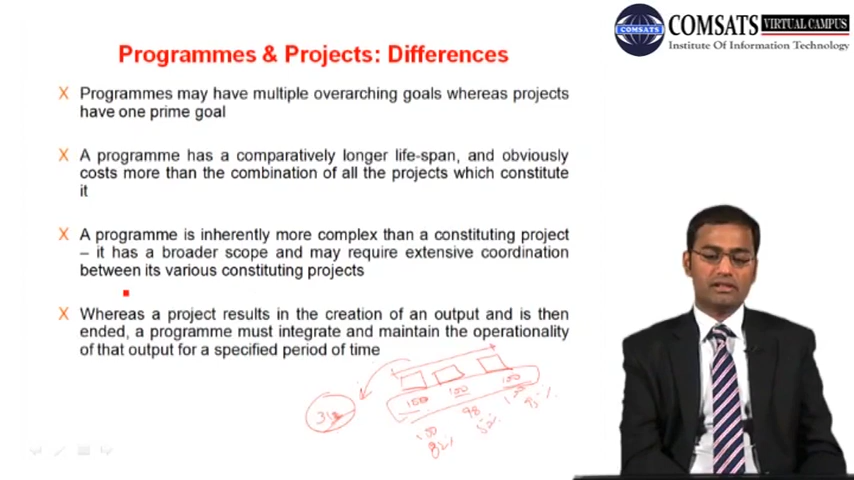 COMSATS VIRTUAL CAMPUS
COMSATS
Institute Of Information Technology
Programmes & Projects: Differences
X Programmes may have multiple overarching goals whereas projects
have one prime goal
X A programme has a comparatively longer life-span, and obviously
costs more than the combination of all the projects which constitute
it
X A programme is inherently more complex than a constituting project
– it has a broader scope and may require extensive coordination
between its various constituting projects
X Whereas a project results in the creation of an output and is then
ended, a programme must integrate and maintain the operationality
of that output for a specified period of time
100 100 100
98
100
82%